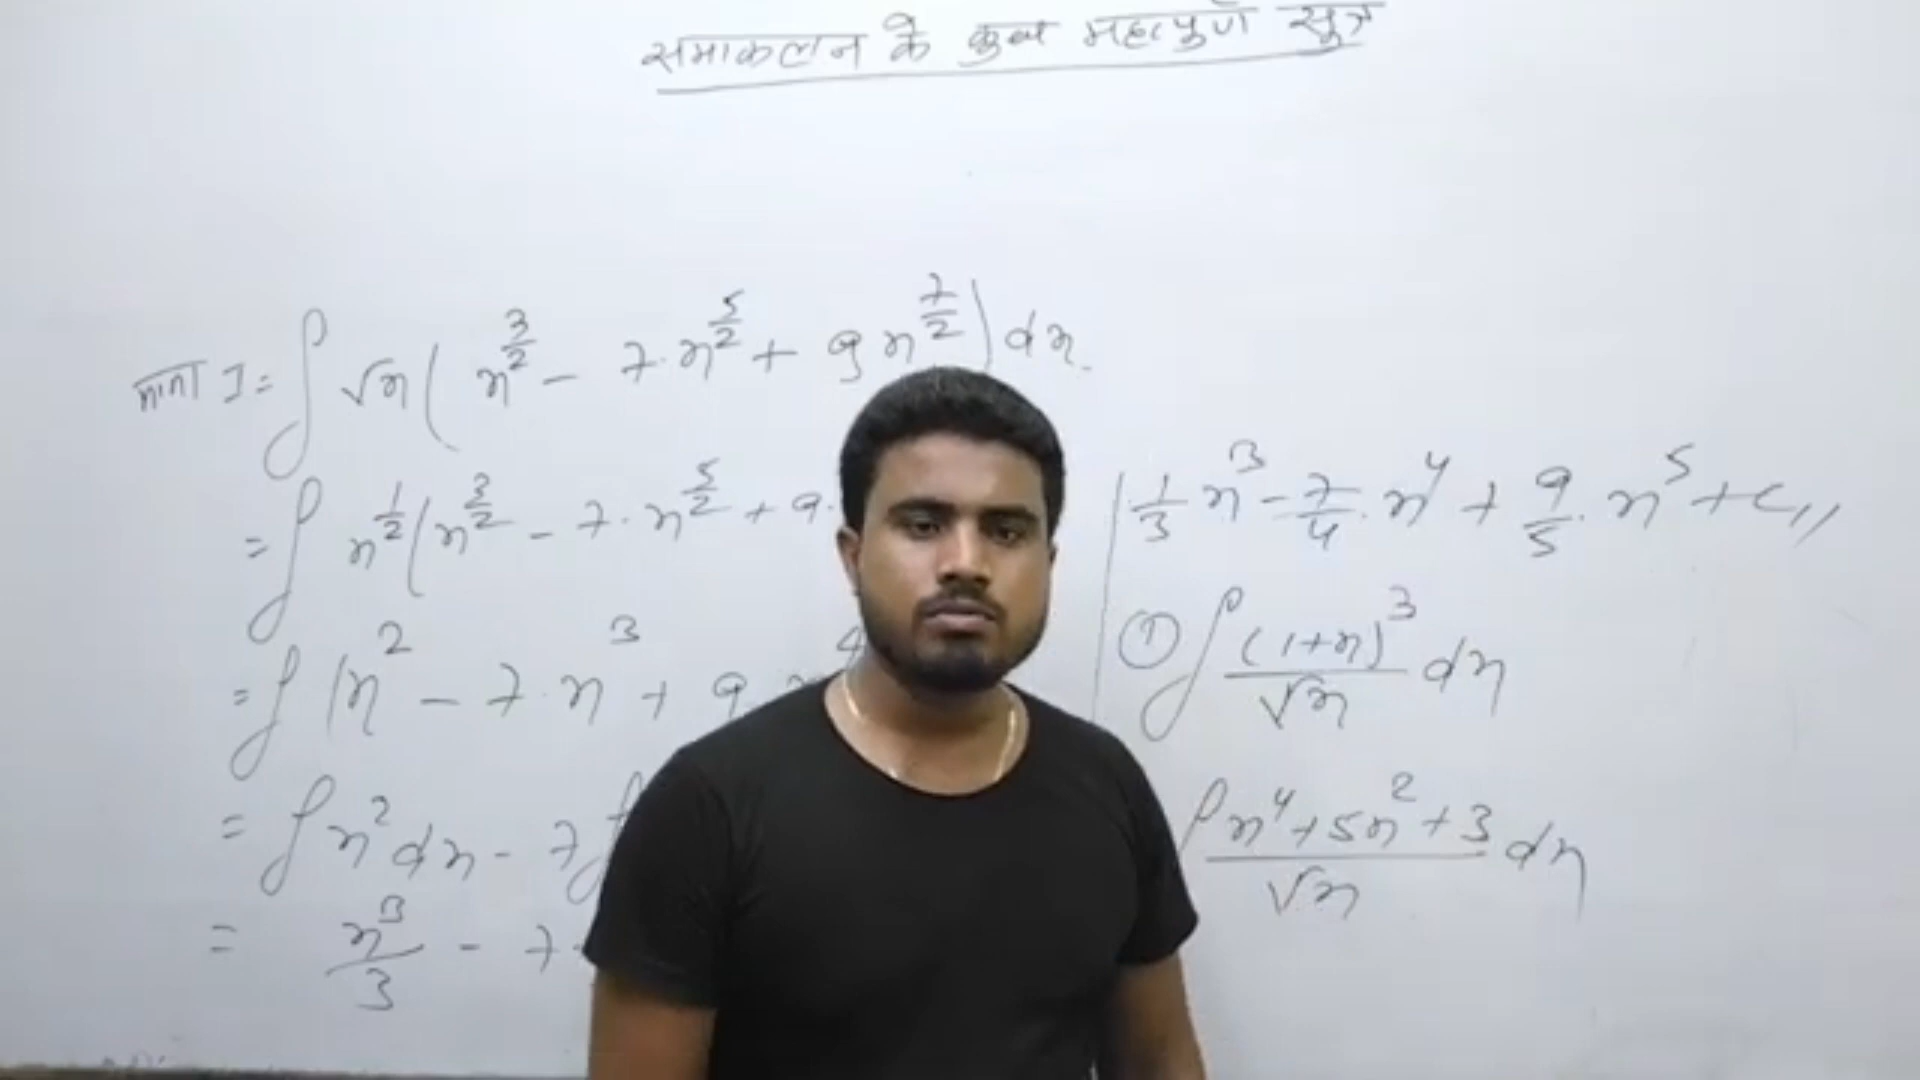 समाकलन के कुछ महत्पुर्ण सुत्र
माना I = ∫ √x ( x^{3/2} - 7·x^{5/2} + 9x^{7/2} ) dx.
= ∫ x^{1/2} ( x^{3/2} - 7·x^{5/2} + 9·
= ∫ ( x^2 - 7·x^3 + 9 x^4
= ∫ x^2 dx - 7 ∫
= x^3/3 - 7·
1/3 x^3 - 7/4 · x^4 + 9/5 · x^5 + C,,
① ∫ (1+x)^3/√x dx
∫ x^4+5x^2+3/√x dx